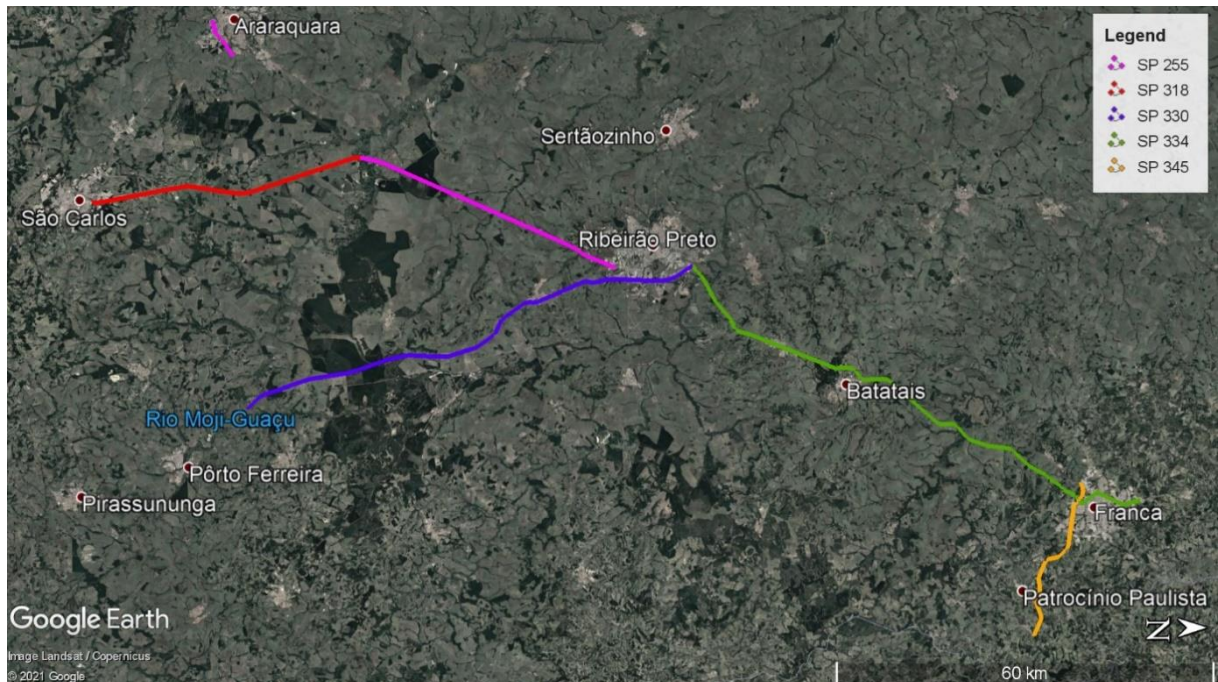 Araraquara
Legend
SP 255
SP 318
SP 330
SP 334
SP 345
Sertãozinho
São Carlos
Ribeirão Preto
Batatais
Rio Moji-Guaçu
Pôrto Ferreira
Pirassununga
Franca
Patrocínio Paulista
Google Earth
N
Image Landsat / Copernicus
© 2021 Google
60 km